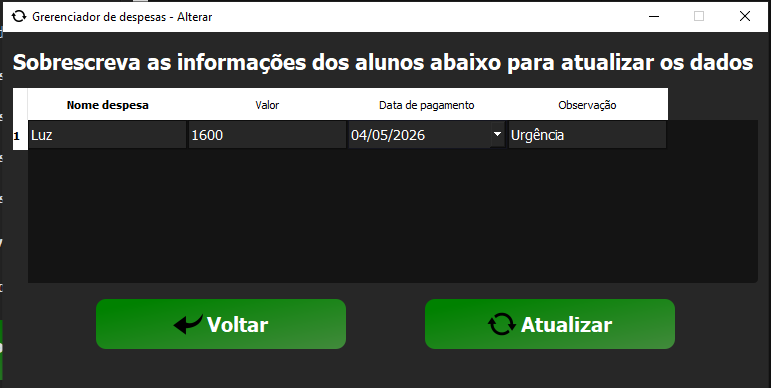 Grerenciador de despesas - Alterar
Sobrescreva as informações dos alunos abaixo para atualizar os dados
Nome despesa Valor Data de pagamento Observação
1 Luz 1600 04/05/2026 Urgência
Voltar Atualizar